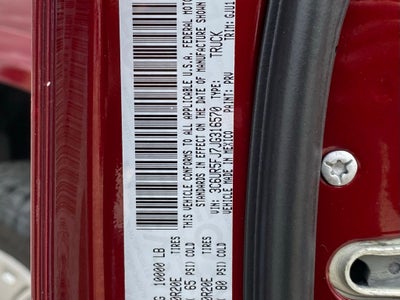 G 10000 LB
0R20E TIRES
65 PSI) COLD
0R20E TIRES
80 PSI) COLD
THIS VEHICLE CONFORMS TO ALL APPLICABLE U.S.A. FEDERAL MOTOR
STANDARDS IN EFFECT ON THE DATE OF MANUFACTURE SHOWN
VIN: 3C6UR5FJ7JG316570 TYPE: TRUCK
MADE IN MEXICO PAINT: PRV TRIM: GJU1